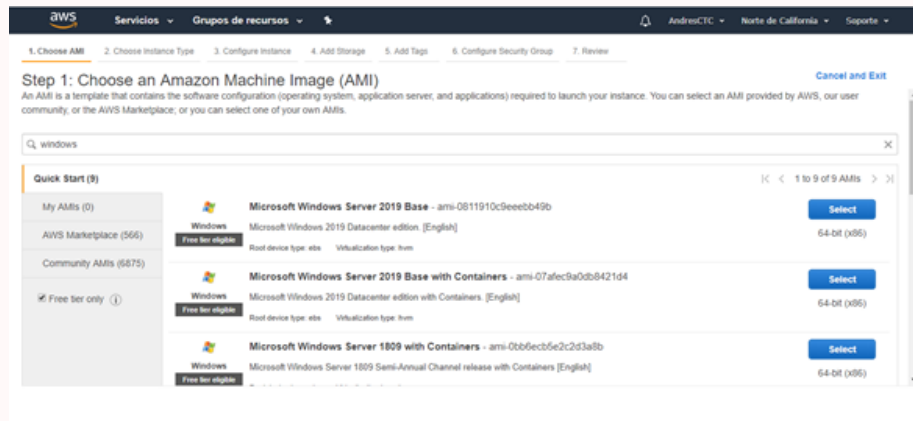 aws Servicios Grupos de recursos AndresCTC Norte de California Soporte
1. Choose AMI 2. Choose Instance Type 3. Configure Instance 4. Add Storage 5. Add Tags 6. Configure Security Group 7. Review
Step 1: Choose an Amazon Machine Image (AMI) Cancel and Exit
An AMI is a template that contains the software configuration (operating system, application server, and applications) required to launch your instance. You can select an AMI provided by AWS, our user
community, or the AWS Marketplace; or you can select one of your own AMIs.
windows
Quick Start (9) 1 to 9 of 9 AMIs
My AMIs (0)
AWS Marketplace (566)
Community AMIs (6875)
Free tier only
Microsoft Windows Server 2019 Base - ami-0811910c9eeebb49b Select
Windows Microsoft Windows 2019 Datacenter edition. [English] 64-bit (x86)
Free tier eligible
Root device type: ebs Virtualization type: hvm
Microsoft Windows Server 2019 Base with Containers - ami-07afec9a0db8421d4 Select
Windows Microsoft Windows 2019 Datacenter edition with Containers. [English] 64-bit (x86)
Free tier eligible
Root device type: ebs Virtualization type: hvm
Microsoft Windows Server 1809 with Containers - ami-0bb6ecb5e2c2d3a8b Select
Windows Microsoft Windows Server 1809 Semi-Annual Channel release with Containers [English] 64-bit (x86)
Free tier eligible